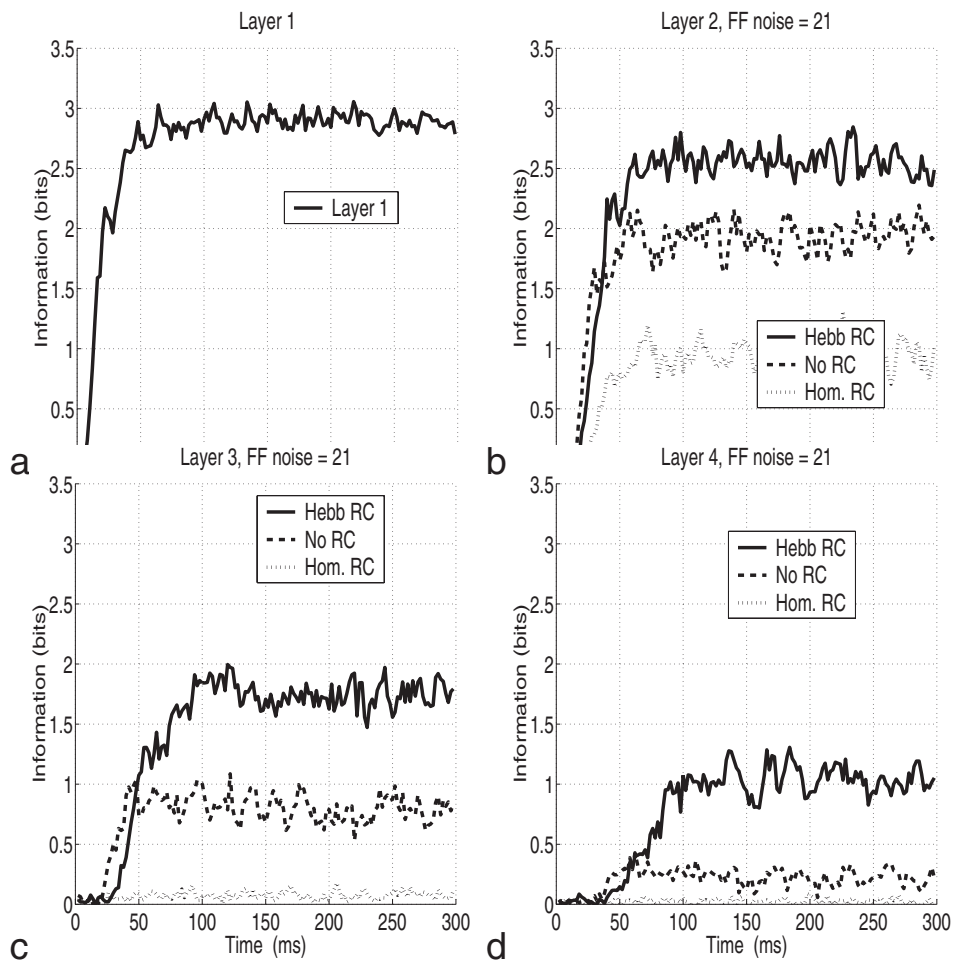 Layer 1
3.5
3
2.5
2
1.5
1
0.5
Information (bits)
Layer 1
a
Layer 2, FF noise = 21
3.5
3
2.5
2
1.5
1
0.5
Information (bits)
Hebb RC
No RC
Hom. RC
b
Layer 3, FF noise = 21
3.5
3
2.5
2
1.5
1
0.5
0
Information (bits)
Hebb RC
No RC
Hom. RC
0 50 100 150 200 250 300
Time (ms)
c
Layer 4, FF noise = 21
3.5
3
2.5
2
1.5
1
0.5
0
Information (bits)
Hebb RC
No RC
Hom. RC
0 50 100 150 200 250 300
Time (ms)
d